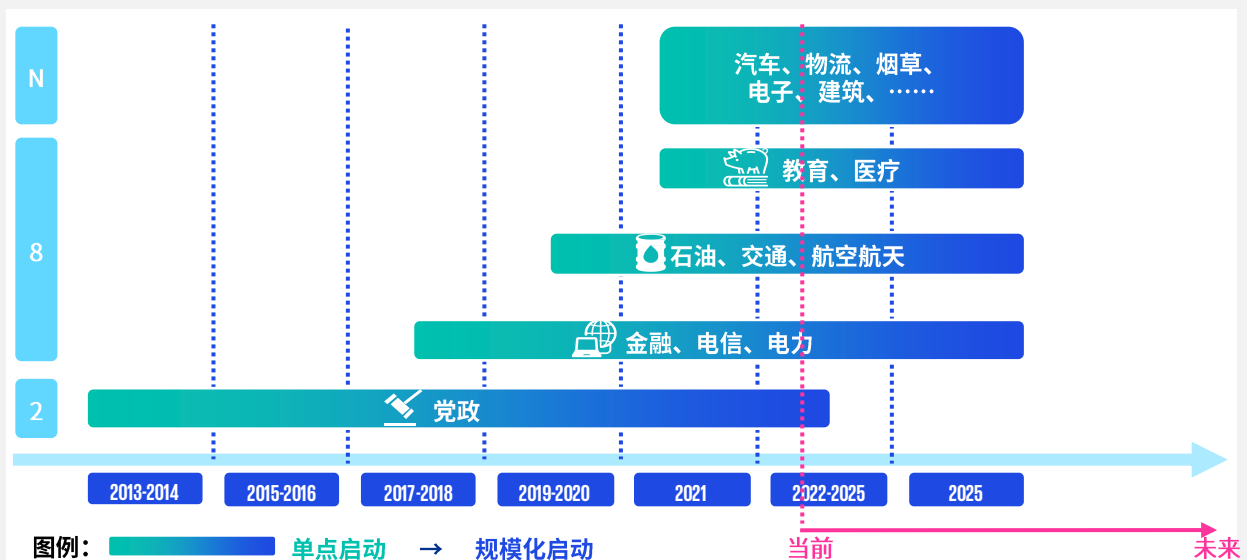 N
汽车、物流、烟草、
电子、建筑、……
8
教育、医疗
石油、交通、航空航天
金融、电信、电力
2
党政
2013-2014
2015-2016
2017-2018
2019-2020
2021
2022-2025
2025
图例：
单点启动
→
规模化启动
当前
未来